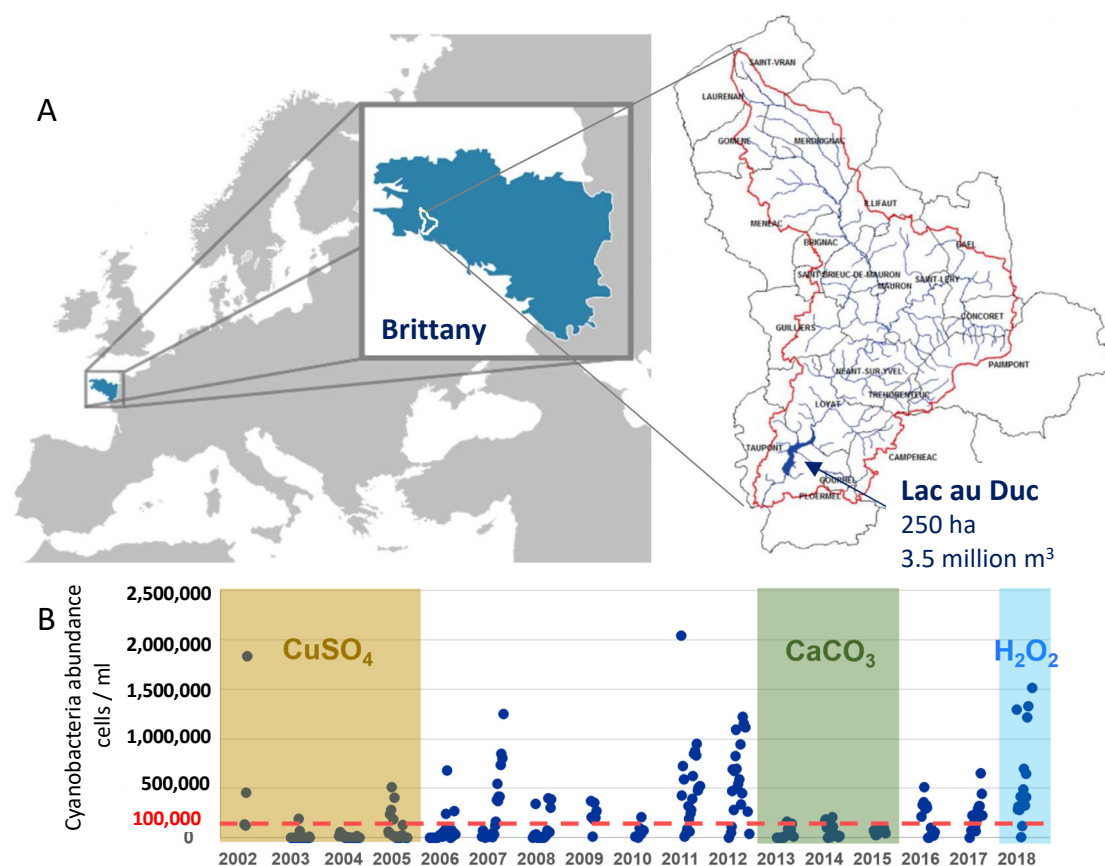 A
Brittany
SAINT-VRAN
LAURENAN
GOMENE
MERDRIGNAC
ILLIFAUT
MENEAC
GAEL
BRIGNAC
SAINT-BRIEUC-DE-MAURON
SAINT-LERY
MAURON
CONCORET
GUILLIERS
PAIMPONT
NEANT-SUR-YVEL
TREHORENTEUC
LOYAT
TAUPONT
CAMPENEAC
GOURHEL
PLOERMEL
Lac au Duc
250 ha
3.5 million m³
B
Cyanobacteria abundance
cells / ml
2,500,000
2,000,000
1,500,000
1,000,000
500,000
100,000
0
CuSO₄
CaCO₃
H₂O₂
2002 2003 2004 2005 2006 2007 2008 2009 2010 2011 2012 2013 2014 2015 2016 2017 2018